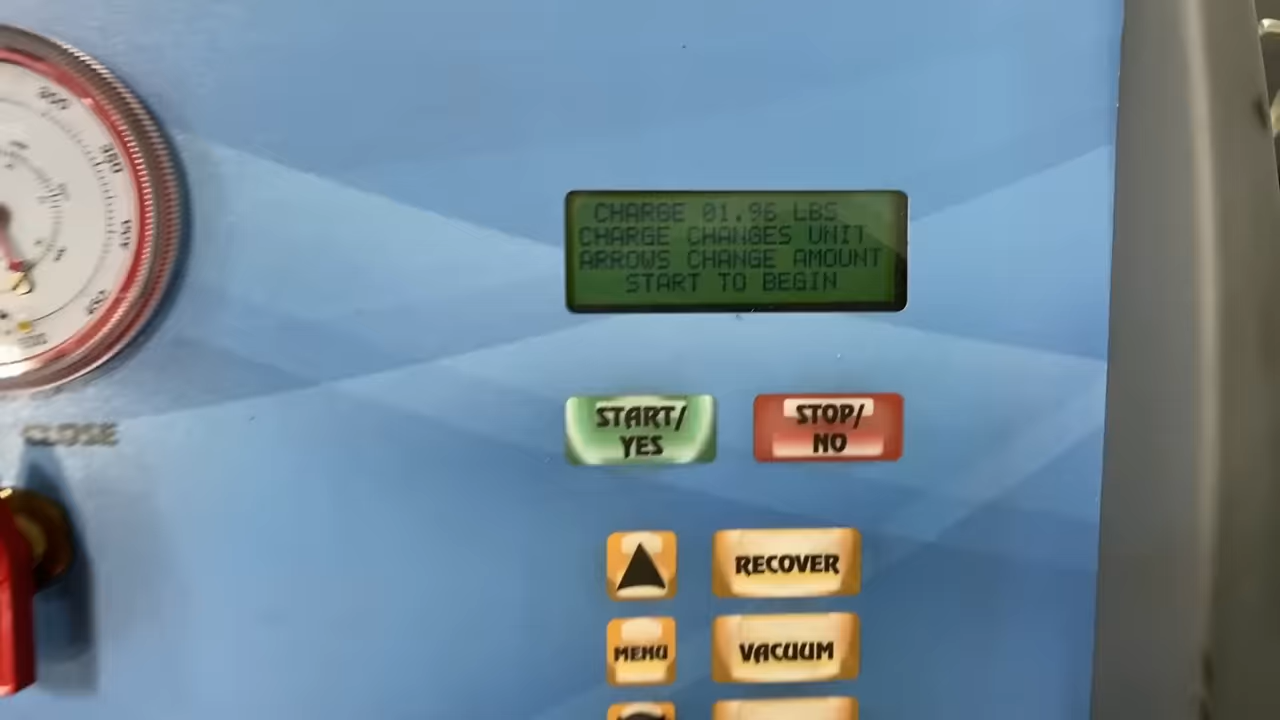 CHARGE 01.96 LBS
CHARGE CHANGES UNIT
ARROWS CHANGE AMOUNT
START TO BEGIN
CLOSE
START/
YES
STOP/
NO
RECOVER
MENU
VACUUM